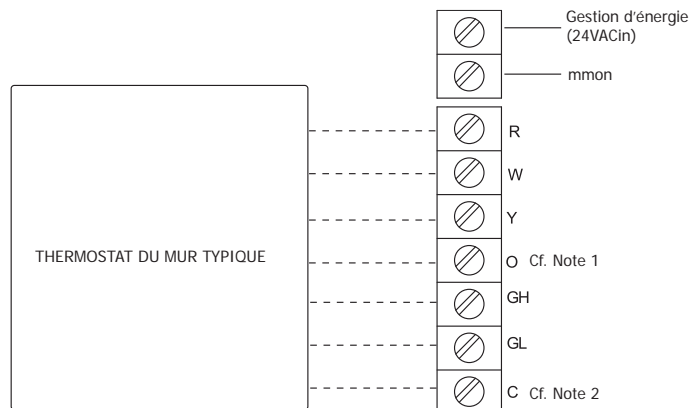 Gestion d'énergie
(24VACin)
mmon
R
W
Y
THERMOSTAT DU MUR TYPIQUE
O Cf. Note 1
GH
GL
C Cf. Note 2